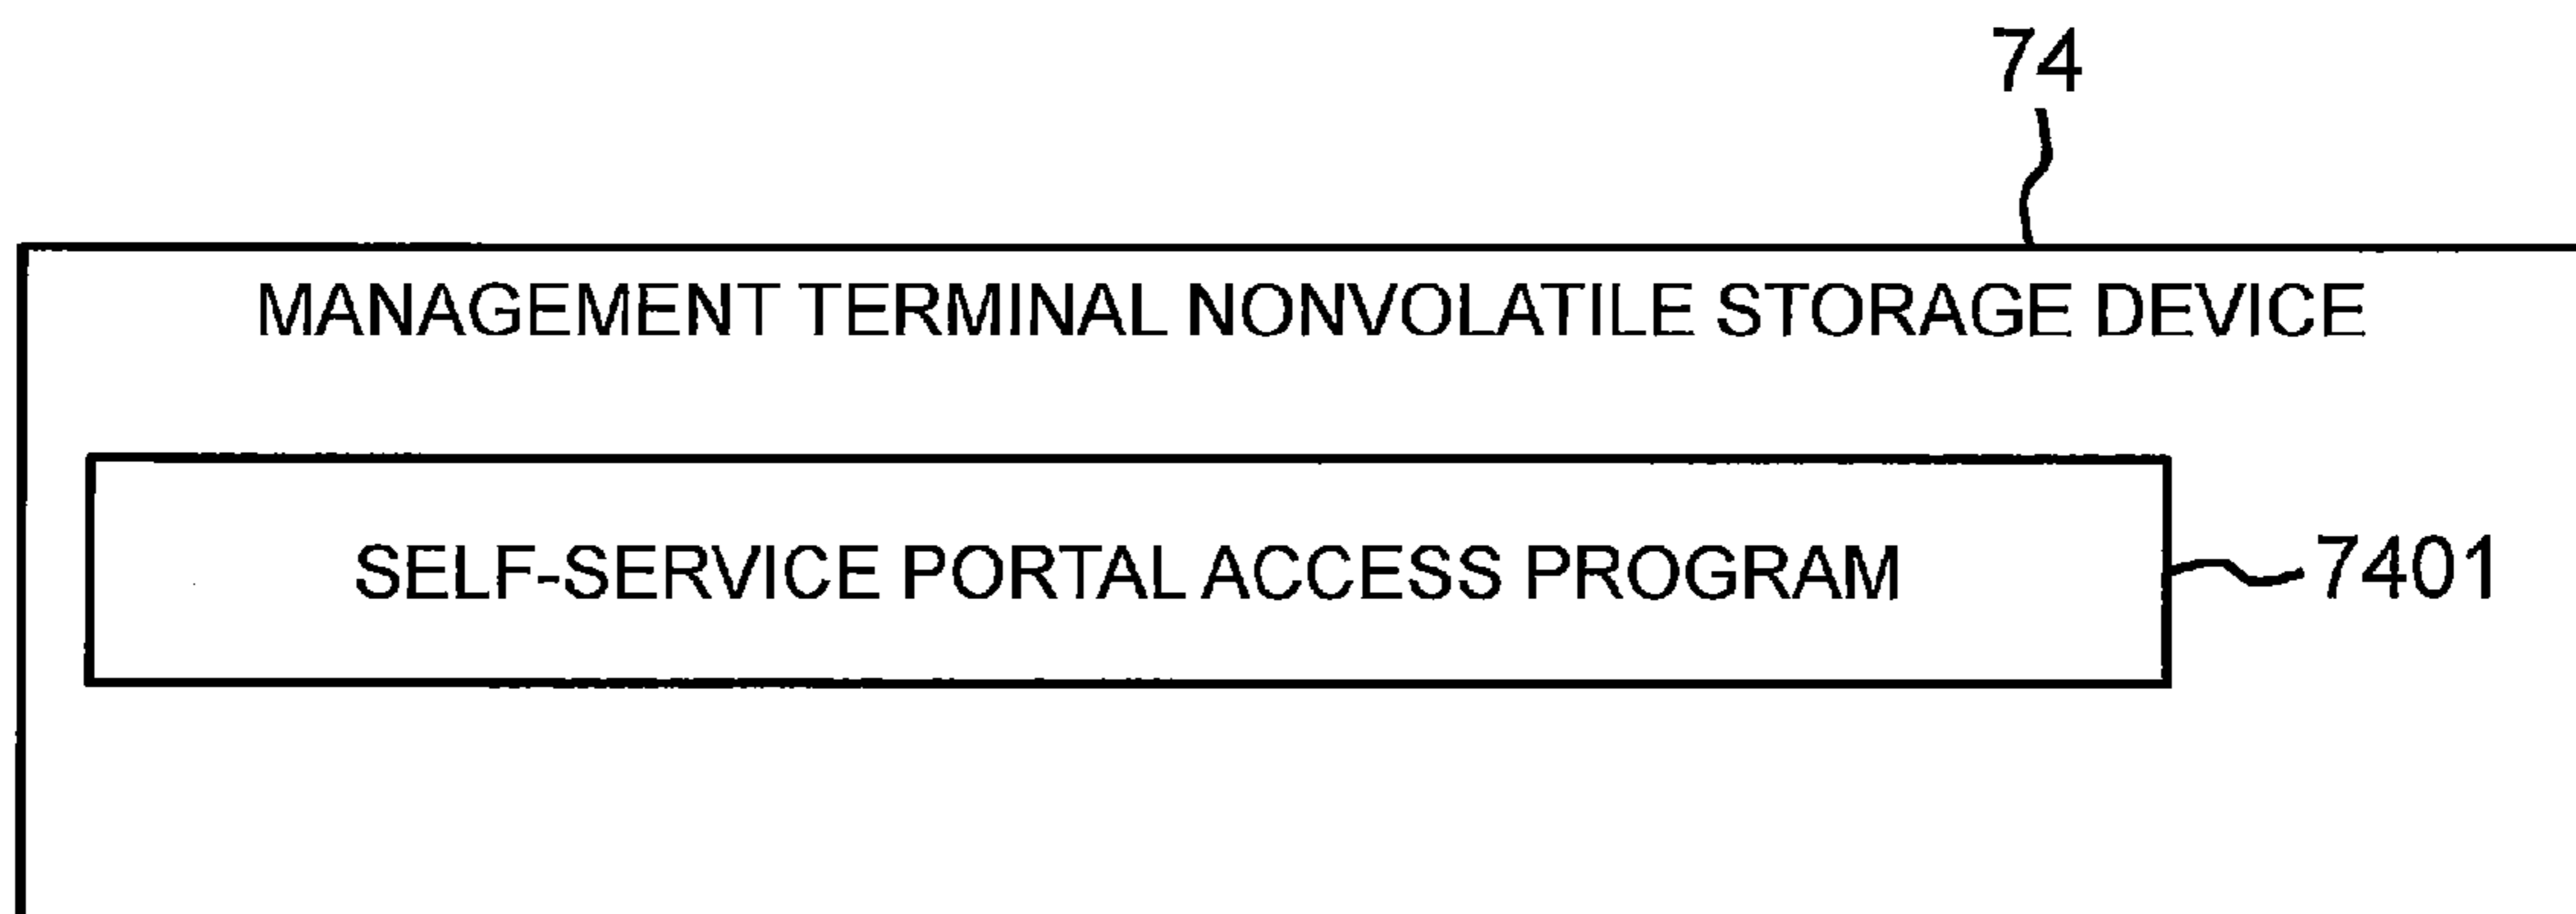 74
MANAGEMENT TERMINAL NONVOLATILE STORAGE DEVICE
SELF-SERVICE PORTAL ACCESS PROGRAM
7401